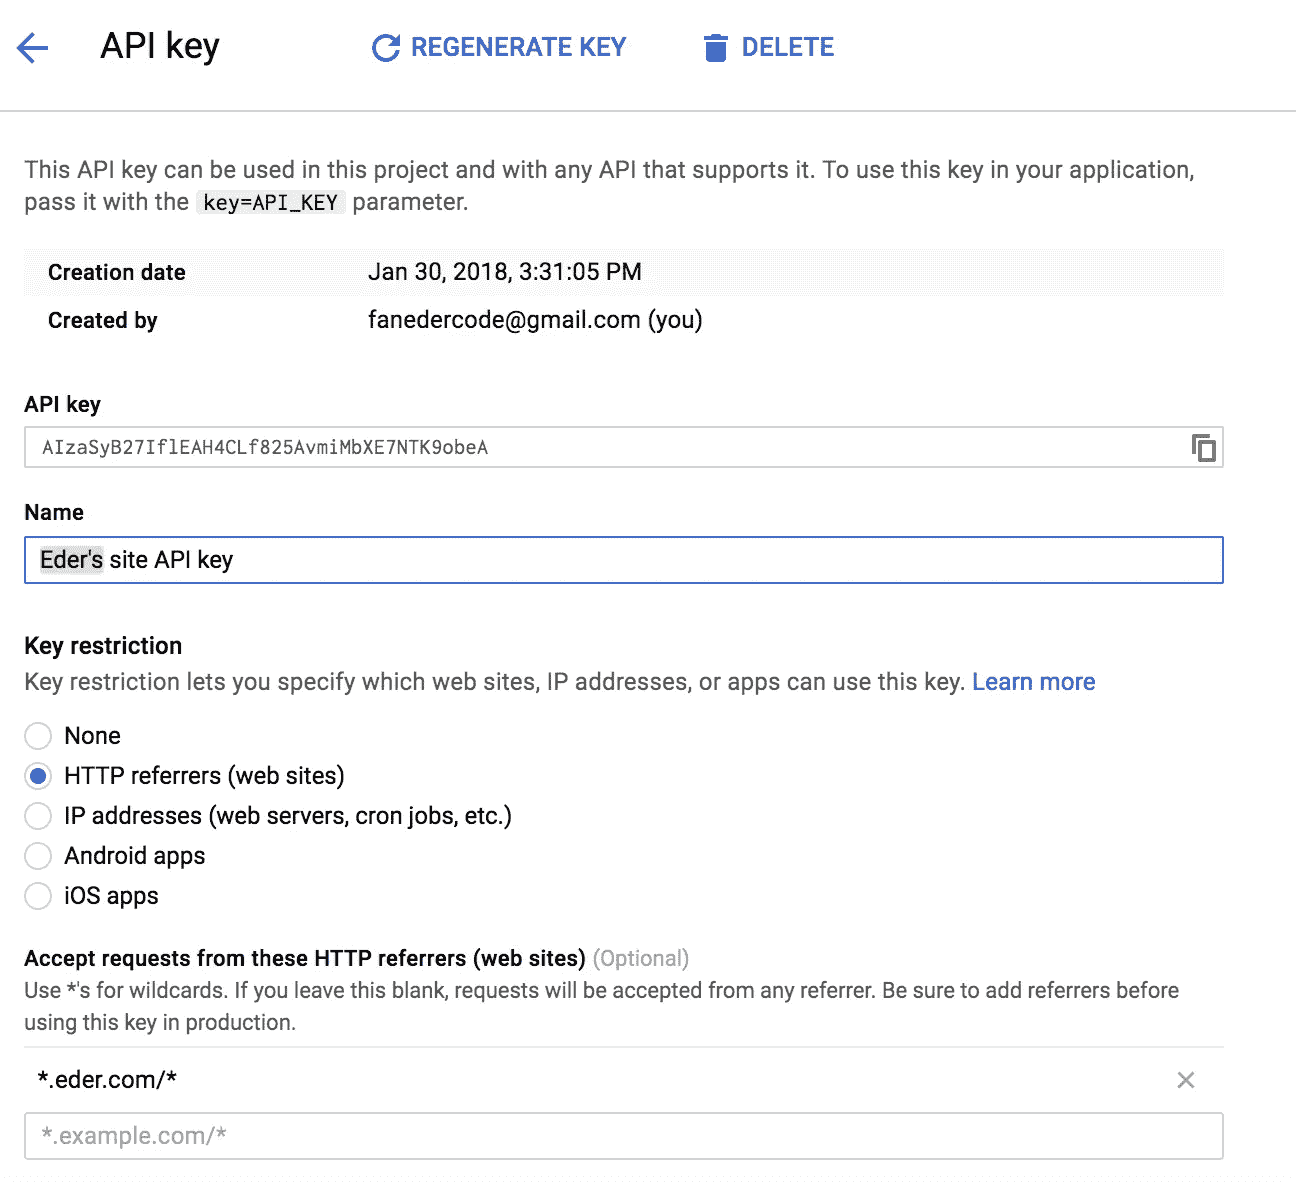 API key
REGENERATE KEY
DELETE
This API key can be used in this project and with any API that supports it. To use this key in your application,
pass it with the key=API_KEY parameter.
Creation date Jan 30, 2018, 3:31:05 PM
Created by fanedercode@gmail.com (you)
API key
AIzaSyB27IflEAH4CLf825AvmiMbXE7NTK9obeA
Name
Eder's site API key
Key restriction
Key restriction lets you specify which web sites, IP addresses, or apps can use this key. Learn more
None
HTTP referrers (web sites)
IP addresses (web servers, cron jobs, etc.)
Android apps
iOS apps
Accept requests from these HTTP referrers (web sites) (Optional)
Use *'s for wildcards. If you leave this blank, requests will be accepted from any referrer. Be sure to add referrers before
using this key in production.
*.eder.com/*
*.example.com/*